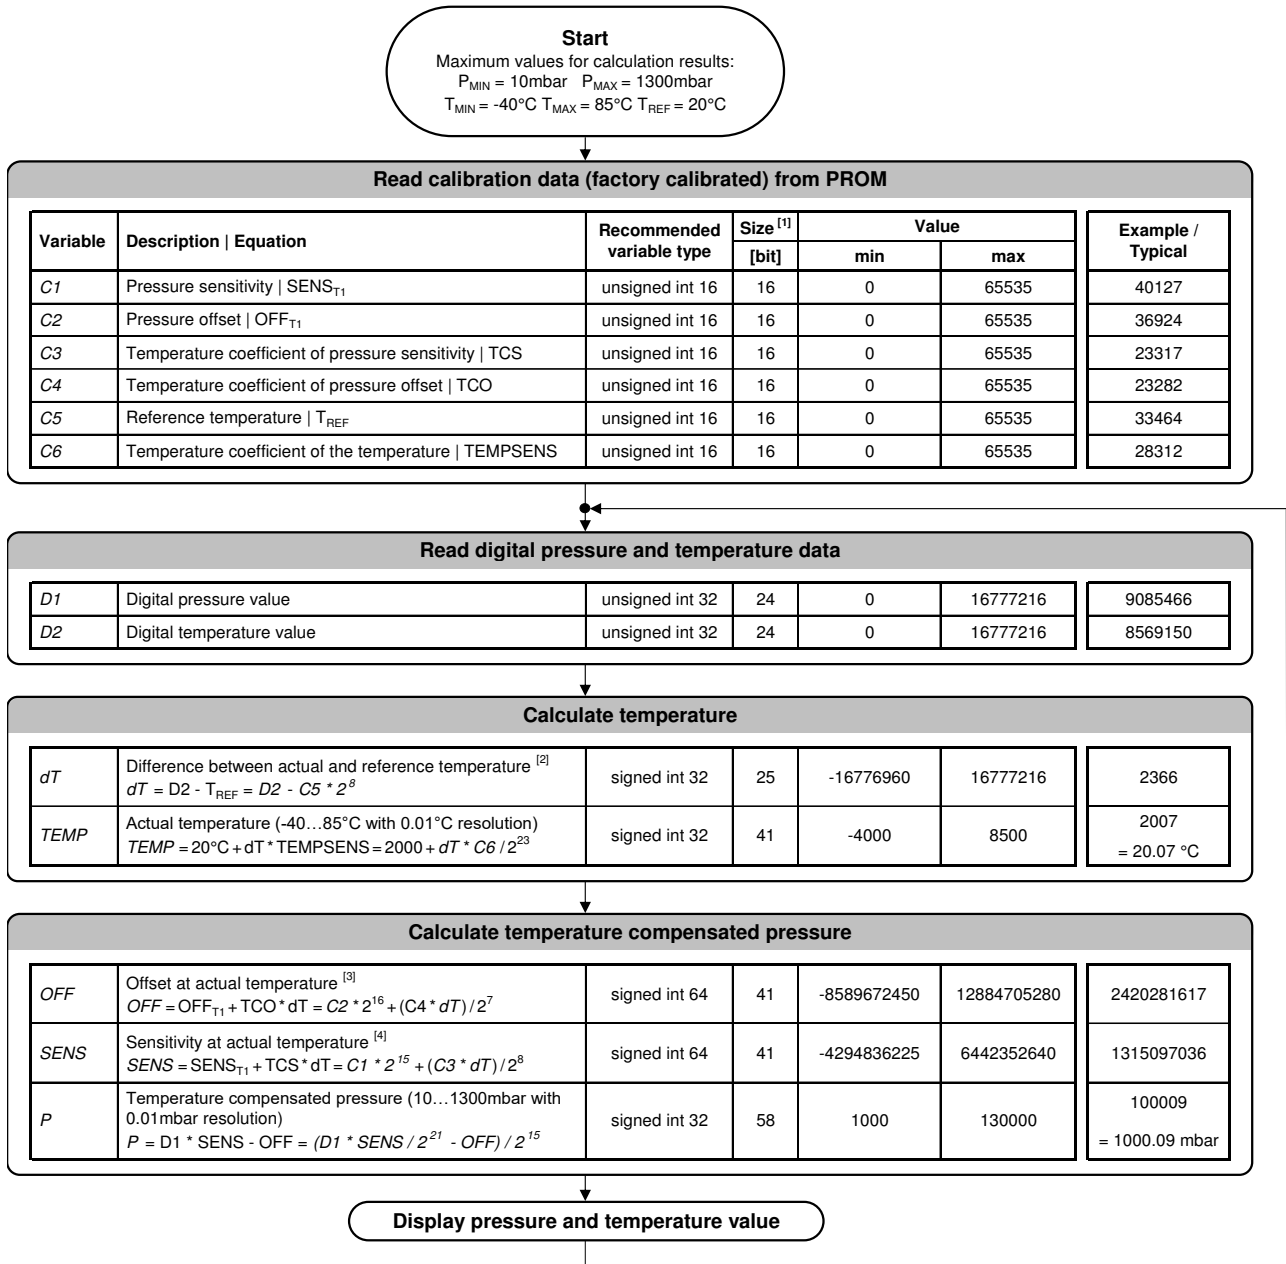 Start
Maximum values for calculation results:
P_MIN = 10mbar P_MAX = 1300mbar
T_MIN = -40°C T_MAX = 85°C T_REF = 20°C
Read calibration data (factory calibrated) from PROM
Variable Description | Equation Recommended variable type Size [1] [bit] Value min max Example / Typical
C1 Pressure sensitivity | SENS_T1 unsigned int 16 16 0 65535 40127
C2 Pressure offset | OFF_T1 unsigned int 16 16 0 65535 36924
C3 Temperature coefficient of pressure sensitivity | TCS unsigned int 16 16 0 65535 23317
C4 Temperature coefficient of pressure offset | TCO unsigned int 16 16 0 65535 23282
C5 Reference temperature | T_REF unsigned int 16 16 0 65535 33464
C6 Temperature coefficient of the temperature | TEMPSENS unsigned int 16 16 0 65535 28312
Read digital pressure and temperature data
D1 Digital pressure value unsigned int 32 24 0 16777216 9085466
D2 Digital temperature value unsigned int 32 24 0 16777216 8569150
Calculate temperature
dT Difference between actual and reference temperature [2]
dT = D2 - T_REF = D2 - C5 * 2^8
signed int 32 25 -16776960 16777216 2366
TEMP Actual temperature (-40…85°C with 0.01°C resolution)
TEMP = 20°C + dT * TEMPSENS = 2000 + dT * C6 / 2^23
signed int 32 41 -4000 8500 2007
= 20.07 °C
Calculate temperature compensated pressure
OFF Offset at actual temperature [3]
OFF = OFF_T1 + TCO * dT = C2 * 2^16 + (C4 * dT) / 2^7
signed int 64 41 -8589672450 12884705280 2420281617
SENS Sensitivity at actual temperature [4]
SENS = SENS_T1 + TCS * dT = C1 * 2^15 + (C3 * dT) / 2^8
signed int 64 41 -4294836225 6442352640 1315097036
P Temperature compensated pressure (10…1300mbar with
0.01mbar resolution)
P = D1 * SENS - OFF = (D1 * SENS / 2^21 - OFF) / 2^15
signed int 32 58 1000 130000 100009
= 1000.09 mbar
Display pressure and temperature value